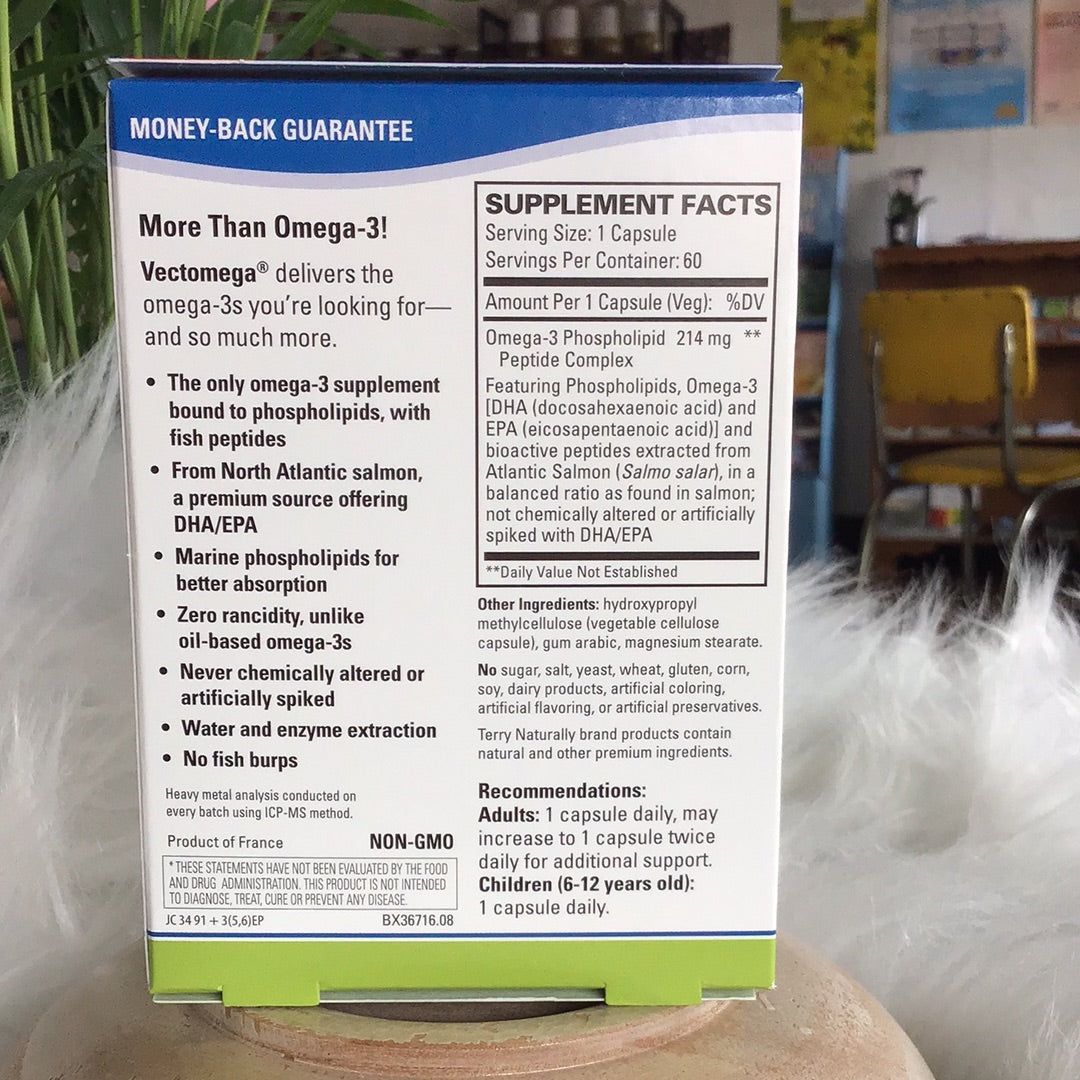 MONEY-BACK GUARANTEE
More Than Omega-3!
Vectomega® delivers the
omega-3s you're looking for—
and so much more.
• The only omega-3 supplement
bound to phospholipids, with
fish peptides
• From North Atlantic salmon,
a premium source offering
DHA/EPA
• Marine phospholipids for
better absorption
• Zero rancidity, unlike
oil-based omega-3s
• Never chemically altered or
artificially spiked
• Water and enzyme extraction
• No fish burps
Heavy metal analysis conducted on
every batch using ICP-MS method.
Product of France NON-GMO
* THESE STATEMENTS HAVE NOT BEEN EVALUATED BY THE FOOD
AND DRUG ADMINISTRATION. THIS PRODUCT IS NOT INTENDED
TO DIAGNOSE, TREAT, CURE OR PREVENT ANY DISEASE.
JC 34 91 + 3(5,6)EP BX36716.08
SUPPLEMENT FACTS
Serving Size: 1 Capsule
Servings Per Container: 60
Amount Per 1 Capsule (Veg): %DV
Omega-3 Phospholipid 214 mg **
Peptide Complex
Featuring Phospholipids, Omega-3
[DHA (docosahexaenoic acid) and
EPA (eicosapentaenoic acid)] and
bioactive peptides extracted from
Atlantic Salmon (Salmo salar), in a
balanced ratio as found in salmon;
not chemically altered or artificially
spiked with DHA/EPA
**Daily Value Not Established
Other Ingredients: hydroxypropyl
methylcellulose (vegetable cellulose
capsule), gum arabic, magnesium stearate.
No sugar, salt, yeast, wheat, gluten, corn,
soy, dairy products, artificial coloring,
artificial flavoring, or artificial preservatives.
Terry Naturally brand products contain
natural and other premium ingredients.
Recommendations:
Adults: 1 capsule daily, may
increase to 1 capsule twice
daily for additional support.
Children (6-12 years old):
1 capsule daily.